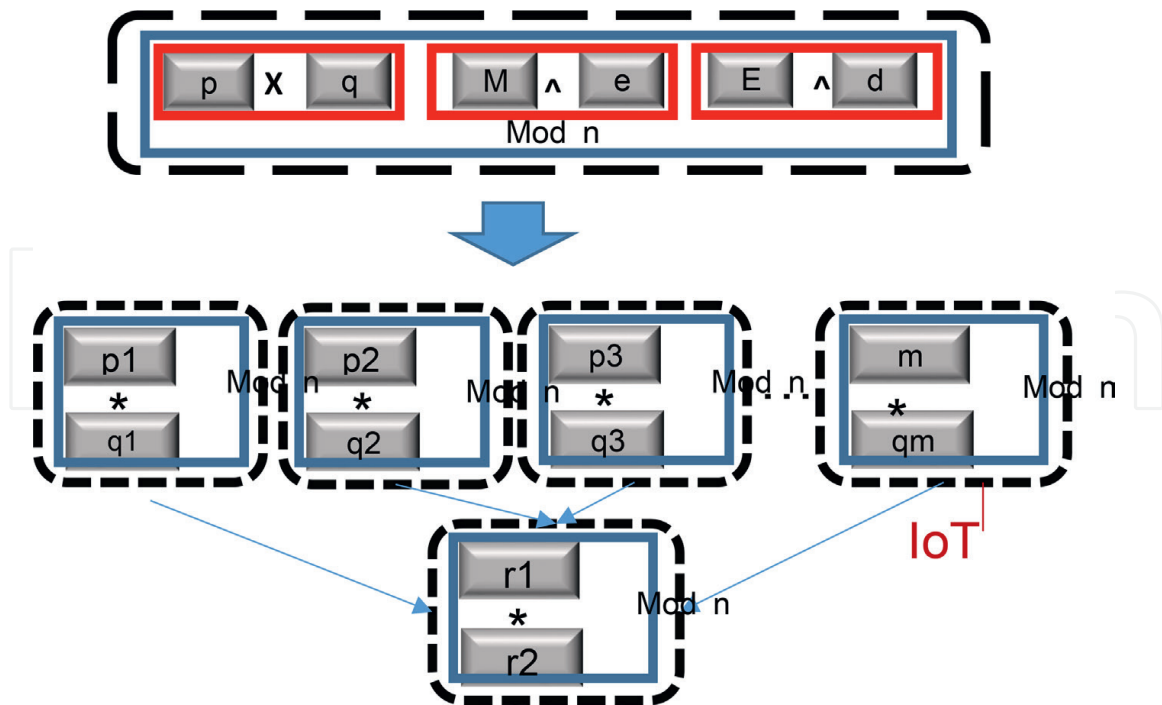 p X q M ^ e E ^ d
Mod n
p1 p2 p3 m
Mod n Mod n Mod n Mod n
* * * ... *
q1 q2 q3 qm
IoT
r1
Mod n
*
r2